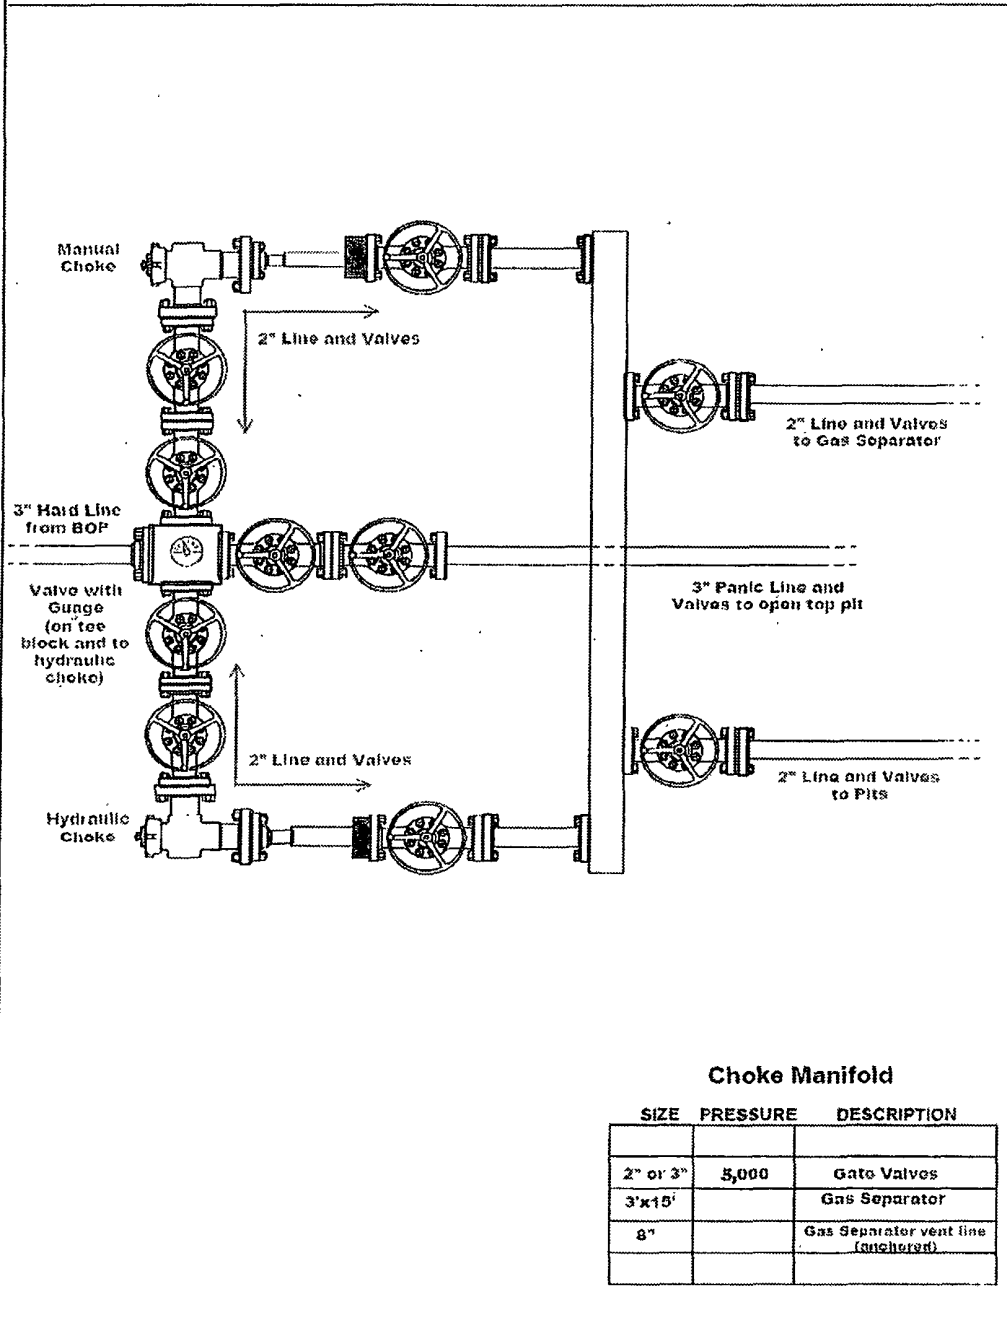 Manual
Choke
2" Line and Valves
2" Line and Valves
to Gas Separator
3" Hard Line
from BOP
Valve with
Guage
(on tee
block and to
hydraulic
choke)
3" Panic Line and
Valves to open top pit
2" Line and Valves
2" Line and Valves
to Pits
Hydraulic
Choke
Choke Manifold
SIZE PRESSURE DESCRIPTION
2" or 3" 5,000 Gate Valves
3'x15' Gas Separator
8" Gas Separator vent line
(anchored)